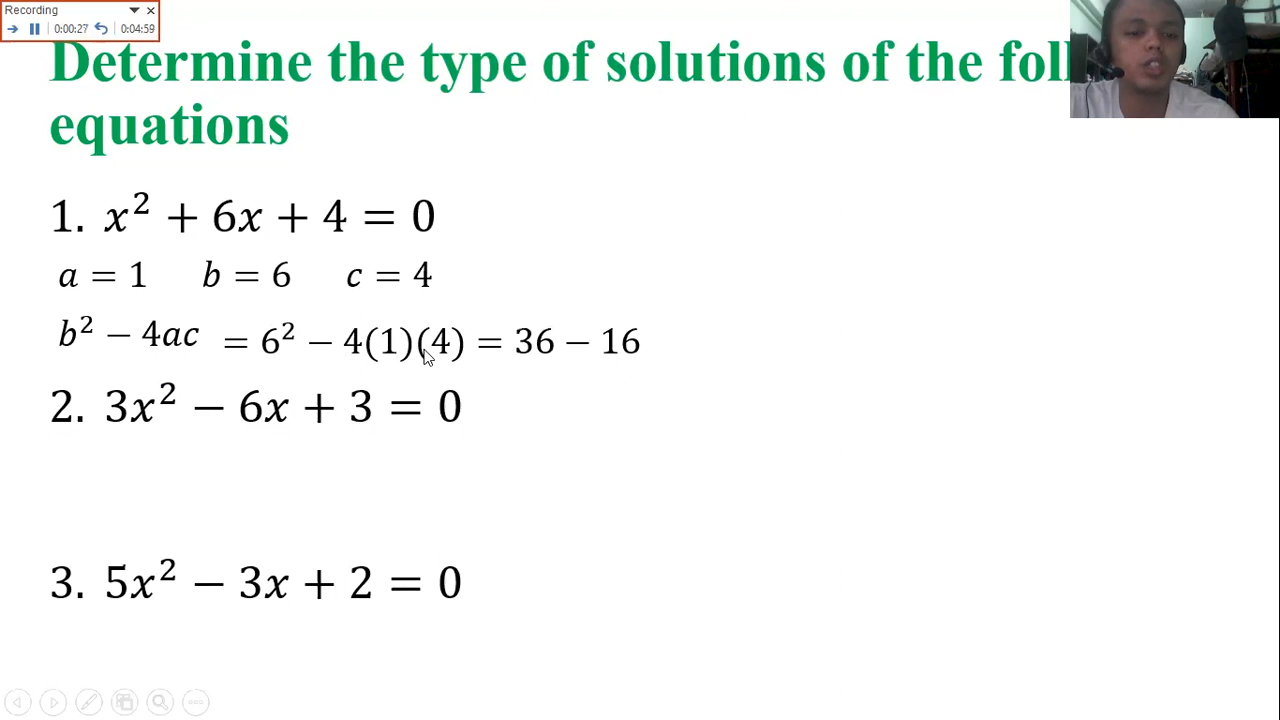 Recording
0:00:27 0:04:59
Determine the type of solutions of the foll
equations
1. x² + 6x + 4 = 0
a = 1 b = 6 c = 4
b² − 4ac = 6² − 4(1)(4) = 36 − 16
2. 3x² − 6x + 3 = 0
3. 5x² − 3x + 2 = 0